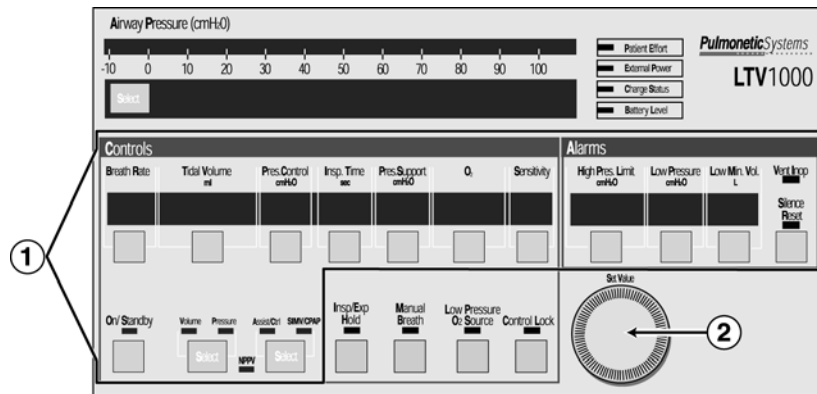 Airway Pressure (cmH2O)
-10 0 10 20 30 40 50 60 70 80 90 100
Select
Patient Effort
External Power
Charge Status
Battery Level
PulmoneticSystems
LTV1000
Controls
Breath Rate
Tidal Volume
ml
Pres.Control
cmH2O
Insp. Time
sec
Pres.Support
cmH2O
O2
Sensitivity
Alarms
High Pres. Limit
cmH2O
Low Pressure
cmH2O
Low Min. Vol.
L
Vent Inop
Silence
Reset
1
On/Standby
Volume
Pressure
Select
NPPV
Assist/Ctrl
SIMV/CPAP
Select
Insp/Exp
Hold
Manual
Breath
Low Pressure
O2 Source
Control Lock
Set Value
2